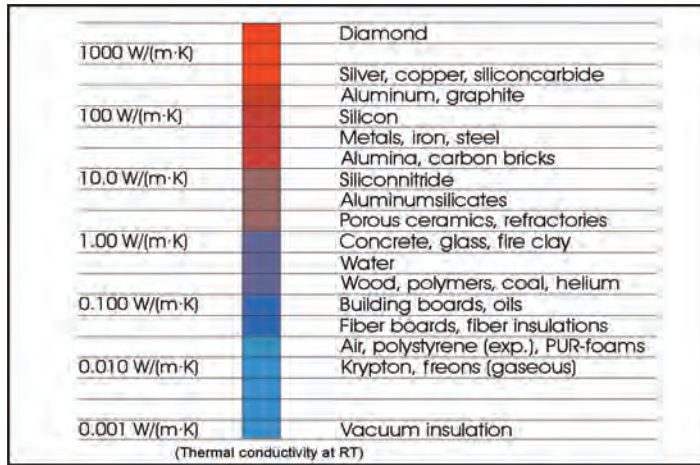 Diamond
1000 W/(m·K)
Silver, copper, siliconcarbide
Aluminum, graphite
100 W/(m·K) Silicon
Metals, iron, steel
Alumina, carbon bricks
10.0 W/(m·K) Siliconnitride
Aluminumsilicates
Porous ceramics, refractories
1.00 W/(m·K) Concrete, glass, fire clay
Water
Wood, polymers, coal, helium
0.100 W/(m·K) Building boards, oils
Fiber boards, fiber insulations
Air, polystyrene (exp.), PUR-foams
0.010 W/(m·K) Krypton, freons (gaseous)
0.001 W/(m·K) Vacuum insulation
(Thermal conductivity at RT)